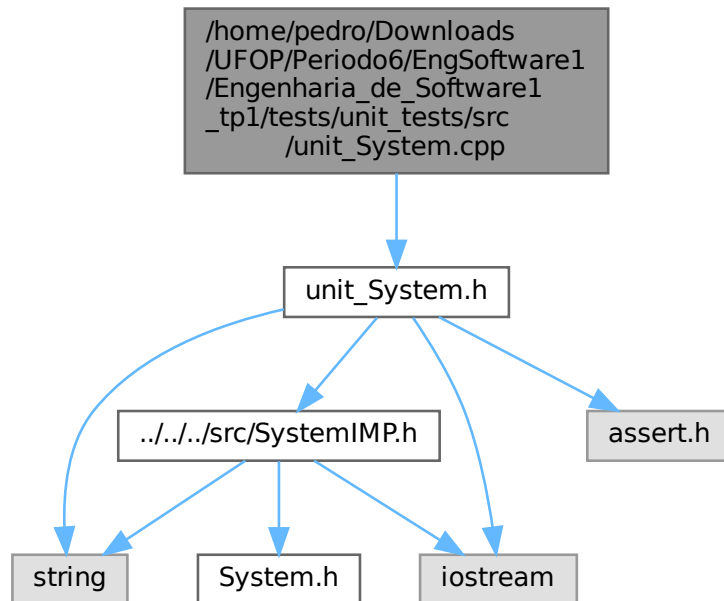 /home/pedro/Downloads
/UFOP/Periodo6/EngSoftware1
/Engenharia_de_Software1
_tp1/tests/unit_tests/src
/unit_System.cpp
unit_System.h
../../../src/SystemIMP.h
assert.h
string
System.h
iostream